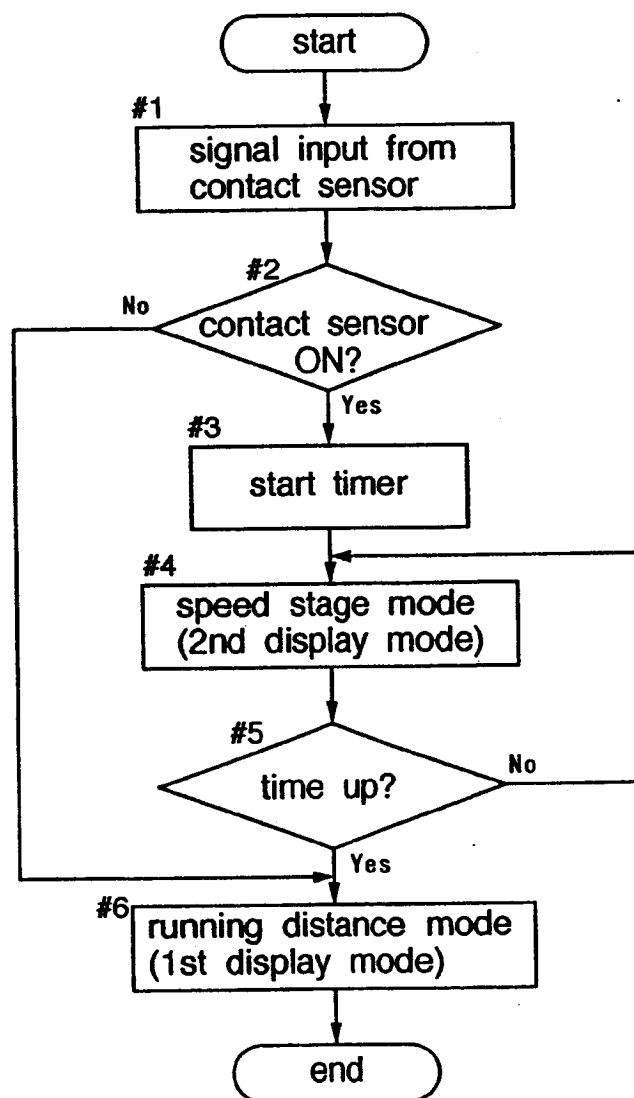 start
#1
signal input from
contact sensor
#2
No
contact sensor
ON?
Yes
#3
start timer
#4
speed stage mode
(2nd display mode)
#5
time up?
No
Yes
#6
running distance mode
(1st display mode)
end